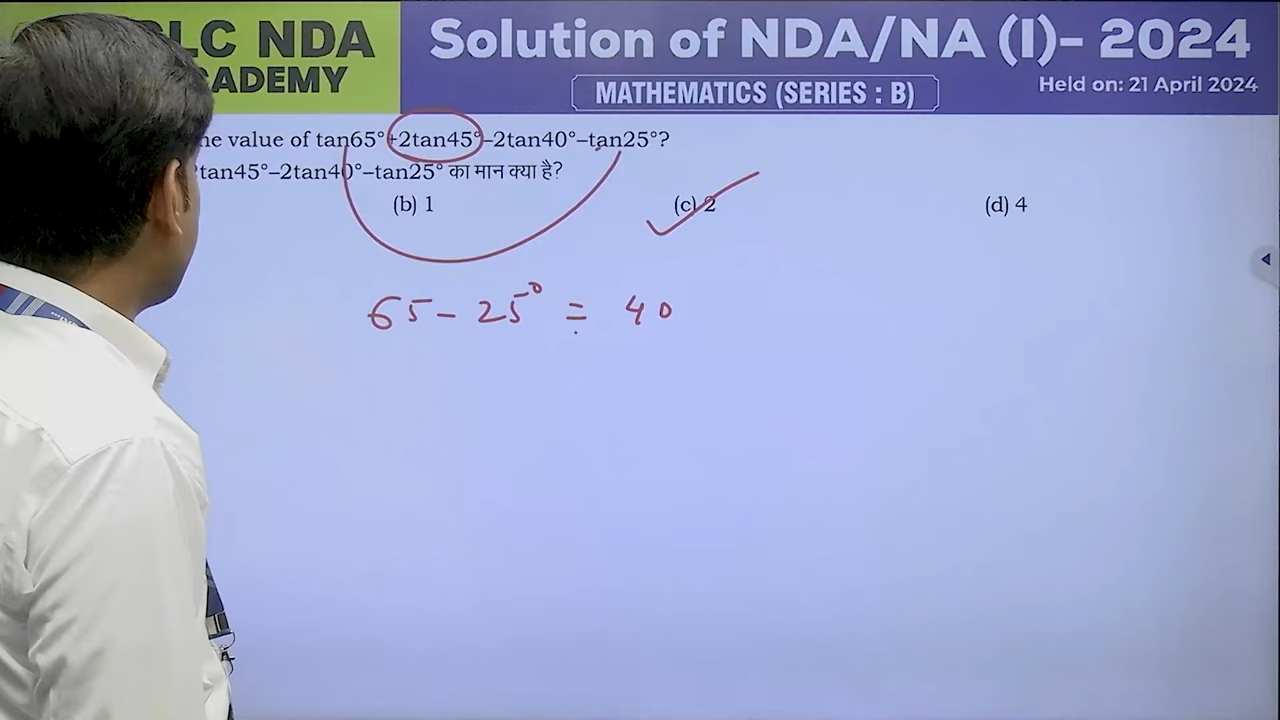 LC NDA
ADEMY
Solution of NDA/NA (I)- 2024
MATHEMATICS (SERIES : B)
Held on: 21 April 2024
value of tan65°+2tan45°–2tan40°–tan25°?
tan45°–2tan40°–tan25° का मान क्या है?
(b) 1
(c) 2
(d) 4
65 - 25° = 40